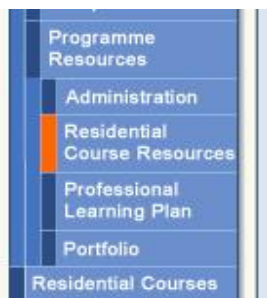 Programme
Resources
Administration
Residential
Course Resources
Professional
Learning Plan
Portfolio
Residential Courses